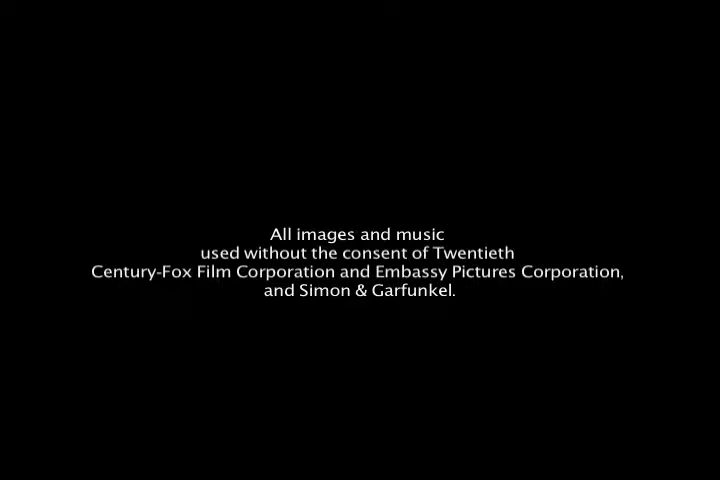 All images and music
used without the consent of Twentieth
Century-Fox Film Corporation and Embassy Pictures Corporation,
and Simon & Garfunkel.